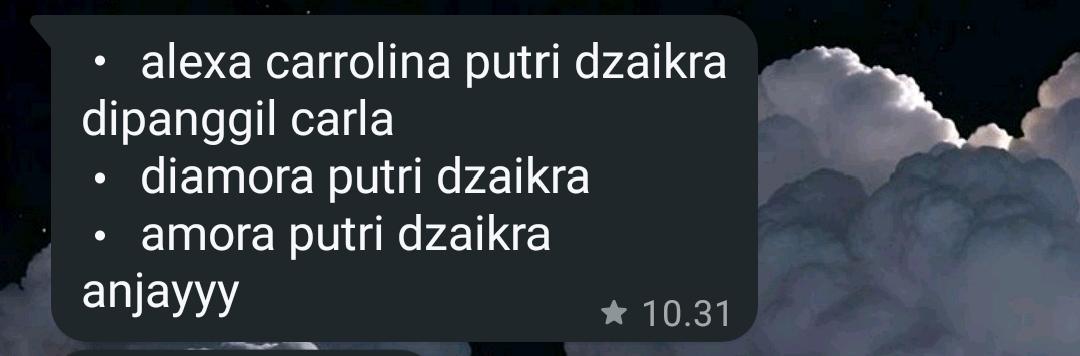 • alexa carrolina putri dzaikra
dipanggil carla
• diamora putri dzaikra
• amora putri dzaikra
anjayyy
★ 10.31